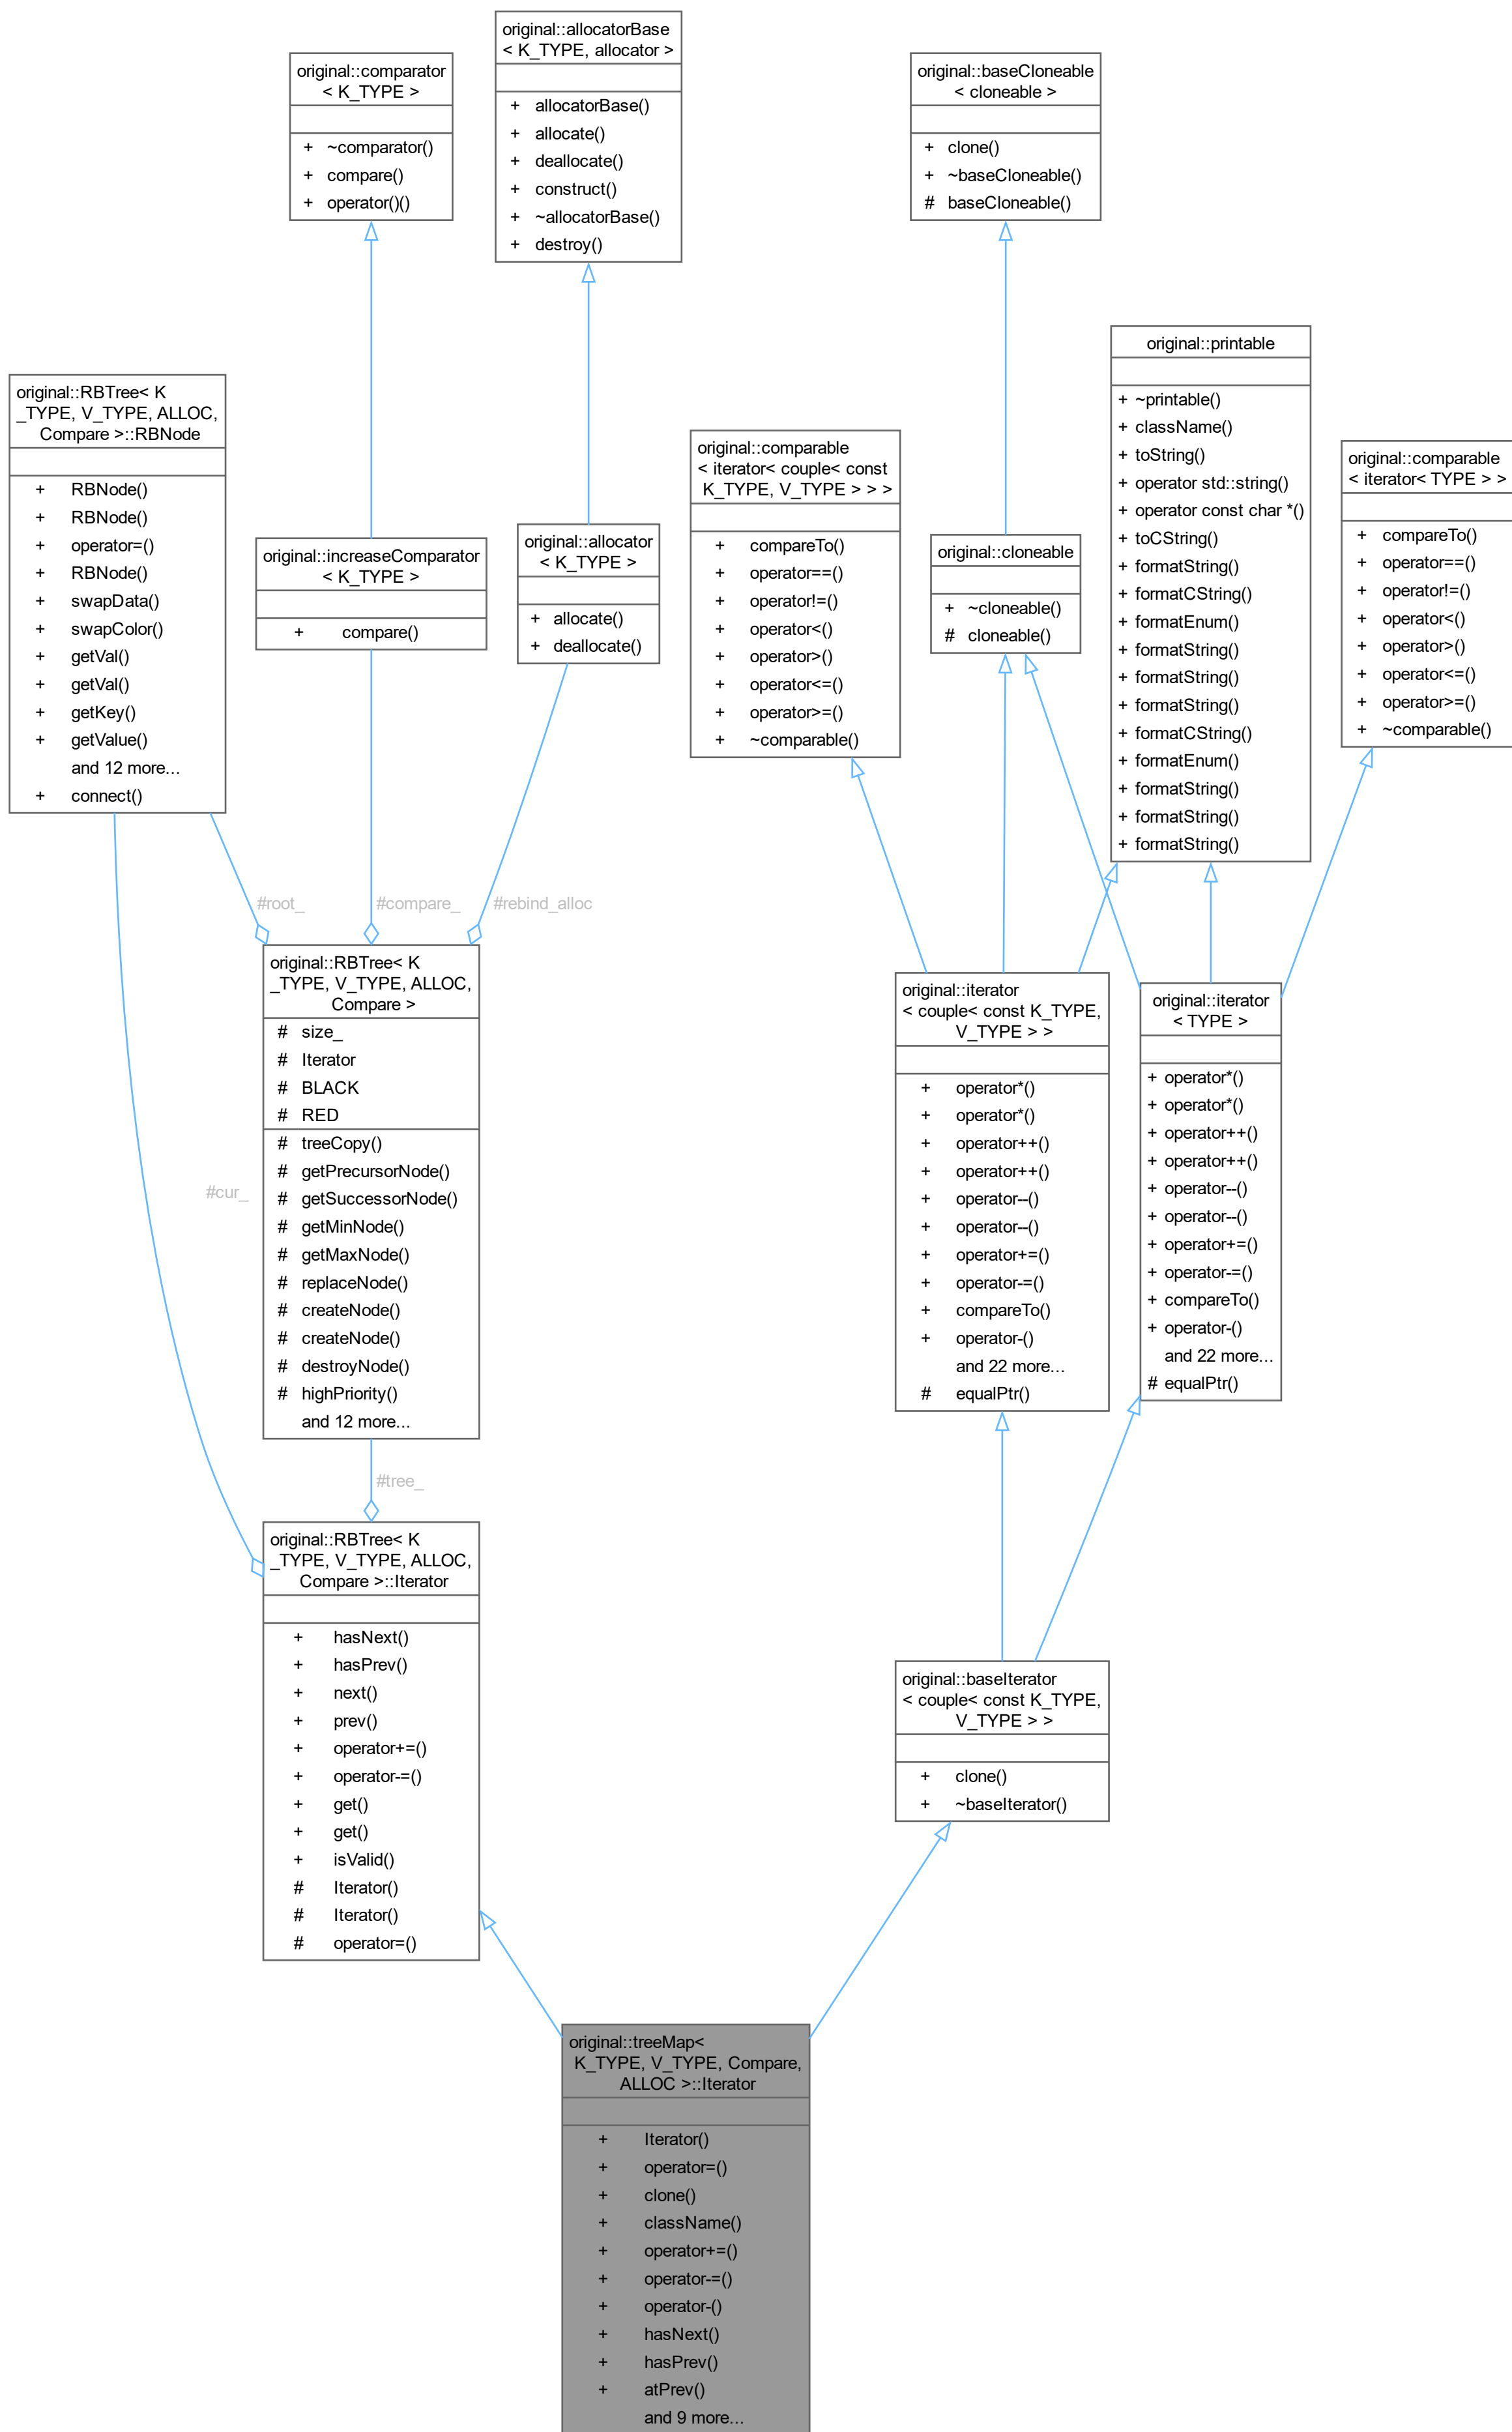 original::allocatorBase
< K_TYPE, allocator >
+ allocatorBase()
+ allocate()
+ deallocate()
+ construct()
+ ~allocatorBase()
+ destroy()
original::comparator
< K_TYPE >
+ ~comparator()
+ compare()
+ operator()()
original::baseCloneable
< cloneable >
+ clone()
+ ~baseCloneable()
# baseCloneable()
original::printable
+ ~printable()
+ className()
+ toString()
+ operator std::string()
+ operator const char *()
+ toCString()
+ formatString()
+ formatCString()
+ formatEnum()
+ formatString()
+ formatString()
+ formatString()
+ formatCString()
+ formatEnum()
+ formatString()
+ formatString()
+ formatString()
original::RBTree< K
_TYPE, V_TYPE, ALLOC,
Compare >::RBNode
+ RBNode()
+ RBNode()
+ operator=()
+ RBNode()
+ swapData()
+ swapColor()
+ getVal()
+ getVal()
+ getKey()
+ getValue()
and 12 more...
+ connect()
original::comparable
< iterator< couple< const
K_TYPE, V_TYPE > > >
+ compareTo()
+ operator==()
+ operator!=()
+ operator<()
+ operator>()
+ operator<=()
+ operator>=()
+ ~comparable()
original::comparable
< iterator< TYPE > >
+ compareTo()
+ operator==()
+ operator!=()
+ operator<()
+ operator>()
+ operator<=()
+ operator>=()
+ ~comparable()
original::increaseComparator
< K_TYPE >
+ compare()
original::allocator
< K_TYPE >
+ allocate()
+ deallocate()
original::cloneable
+ ~cloneable()
# cloneable()
#root_
#compare_
#rebind_alloc
original::RBTree< K
_TYPE, V_TYPE, ALLOC,
Compare >
# size_
# Iterator
# BLACK
# RED
# treeCopy()
# getPrecursorNode()
# getSuccessorNode()
# getMinNode()
# getMaxNode()
# replaceNode()
# createNode()
# createNode()
# destroyNode()
# highPriority()
and 12 more...
original::iterator
< couple< const K_TYPE,
V_TYPE > >
+ operator*()
+ operator*()
+ operator++()
+ operator++()
+ operator--()
+ operator--()
+ operator+=()
+ operator-=()
+ compareTo()
+ operator-()
and 22 more...
# equalPtr()
original::iterator
< TYPE >
+ operator*()
+ operator*()
+ operator++()
+ operator++()
+ operator--()
+ operator--()
+ operator+=()
+ operator-=()
+ compareTo()
+ operator-()
and 22 more...
# equalPtr()
#cur_
#tree_
original::RBTree< K
_TYPE, V_TYPE, ALLOC,
Compare >::Iterator
+ hasNext()
+ hasPrev()
+ next()
+ prev()
+ operator+=()
+ operator-=()
+ get()
+ get()
+ isValid()
# Iterator()
# Iterator()
# operator=()
original::baseIterator
< couple< const K_TYPE,
V_TYPE > >
+ clone()
+ ~baseIterator()
original::treeMap<
K_TYPE, V_TYPE, Compare,
ALLOC >::Iterator
+ Iterator()
+ operator=()
+ clone()
+ className()
+ operator+=()
+ operator-=()
+ operator-()
+ hasNext()
+ hasPrev()
+ atPrev()
and 9 more...